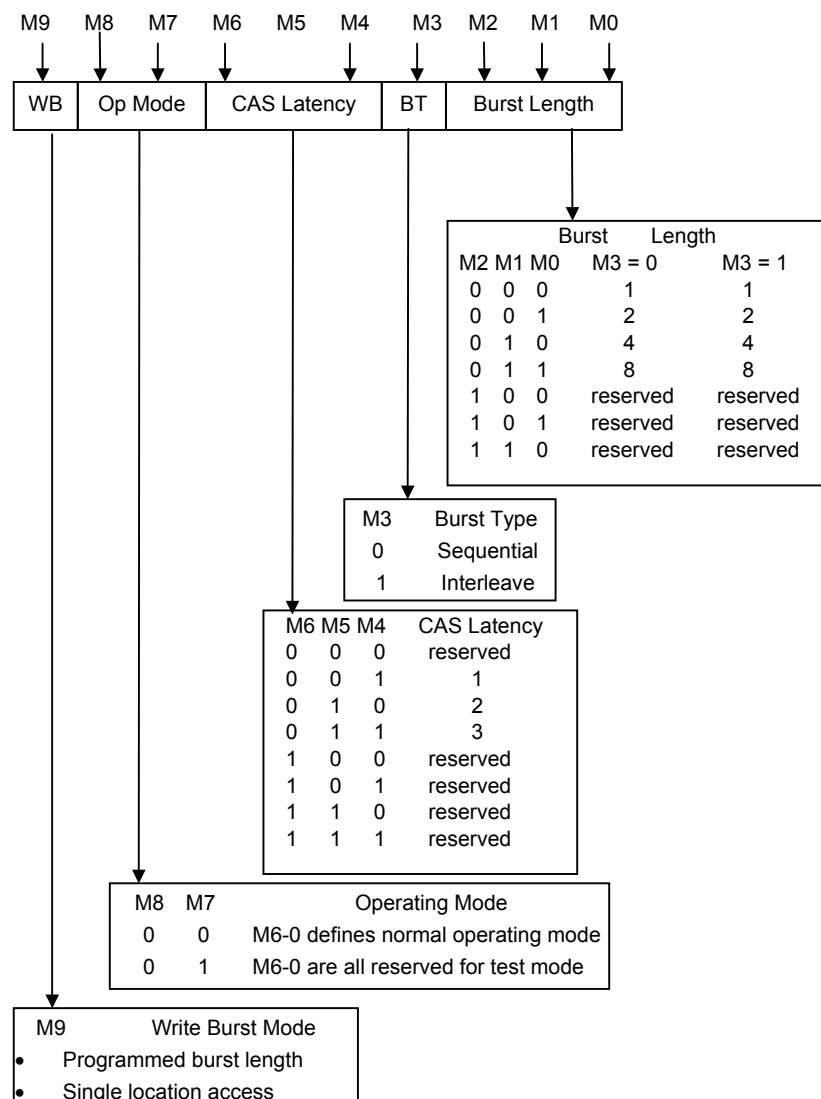 M9 M8 M7 M6 M5 M4 M3 M2 M1 M0
WB Op Mode CAS Latency BT Burst Length
Burst Length
M2 M1 M0 M3 = 0 M3 = 1
0 0 0 1 1
0 0 1 2 2
0 1 0 4 4
0 1 1 8 8
1 0 0 reserved reserved
1 0 1 reserved reserved
1 1 0 reserved reserved
M3 Burst Type
0 Sequential
1 Interleave
M6 M5 M4 CAS Latency
0 0 0 reserved
0 0 1 1
0 1 0 2
0 1 1 3
1 0 0 reserved
1 0 1 reserved
1 1 0 reserved
1 1 1 reserved
M8 M7 Operating Mode
0 0 M6-0 defines normal operating mode
0 1 M6-0 are all reserved for test mode
M9 Write Burst Mode
• Programmed burst length
• Single location access